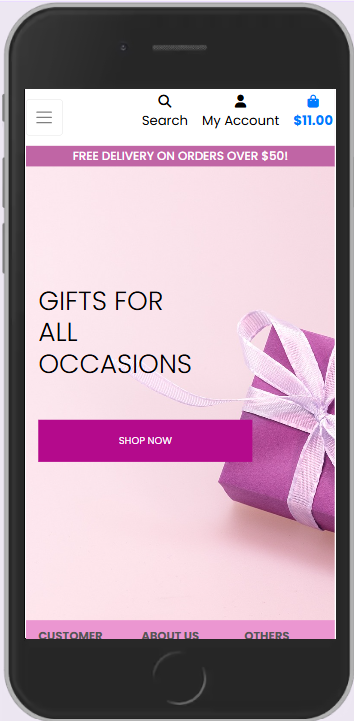 Search
My Account
$11.00
FREE DELIVERY ON ORDERS OVER $50!
GIFTS FOR
ALL
OCCASIONS
SHOP NOW
CUSTOMER ABOUT US OTHERS